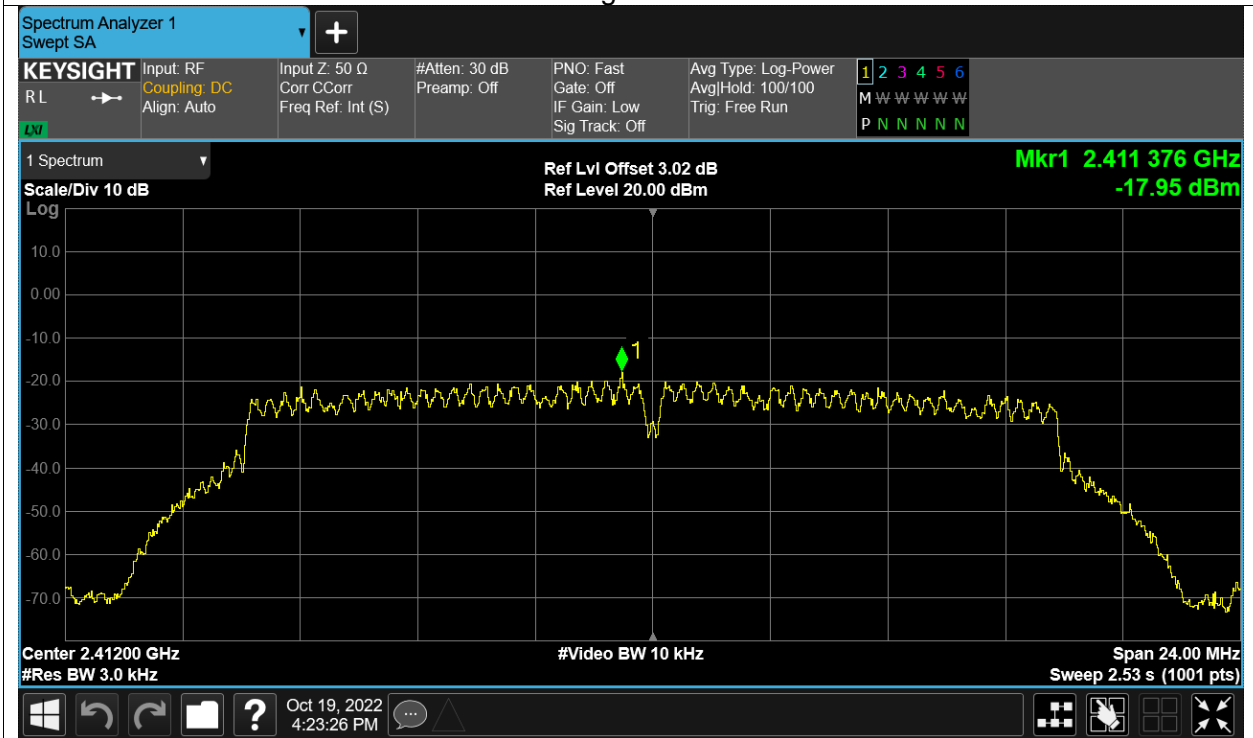 Spectrum Analyzer 1
Swept SA
+
KEYSIGHT
RL
LXI
Input: RF
Coupling: DC
Align: Auto
Input Z: 50 Ω
Corr CCorr
Freq Ref: Int (S)
#Atten: 30 dB
Preamp: Off
PNO: Fast
Gate: Off
IF Gain: Low
Sig Track: Off
Avg Type: Log-Power
Avg|Hold: 100/100
Trig: Free Run
1 2 3 4 5 6
M W W W W W
P N N N N N
1 Spectrum
Scale/Div 10 dB
Log
Ref Lvl Offset 3.02 dB
Ref Level 20.00 dBm
Mkr1 2.411 376 GHz
-17.95 dBm
10.0
0.00
-10.0
1
-20.0
-30.0
-40.0
-50.0
-60.0
-70.0
Center 2.41200 GHz
#Video BW 10 kHz
Span 24.00 MHz
#Res BW 3.0 kHz
Sweep 2.53 s (1001 pts)
?
Oct 19, 2022
4:23:26 PM